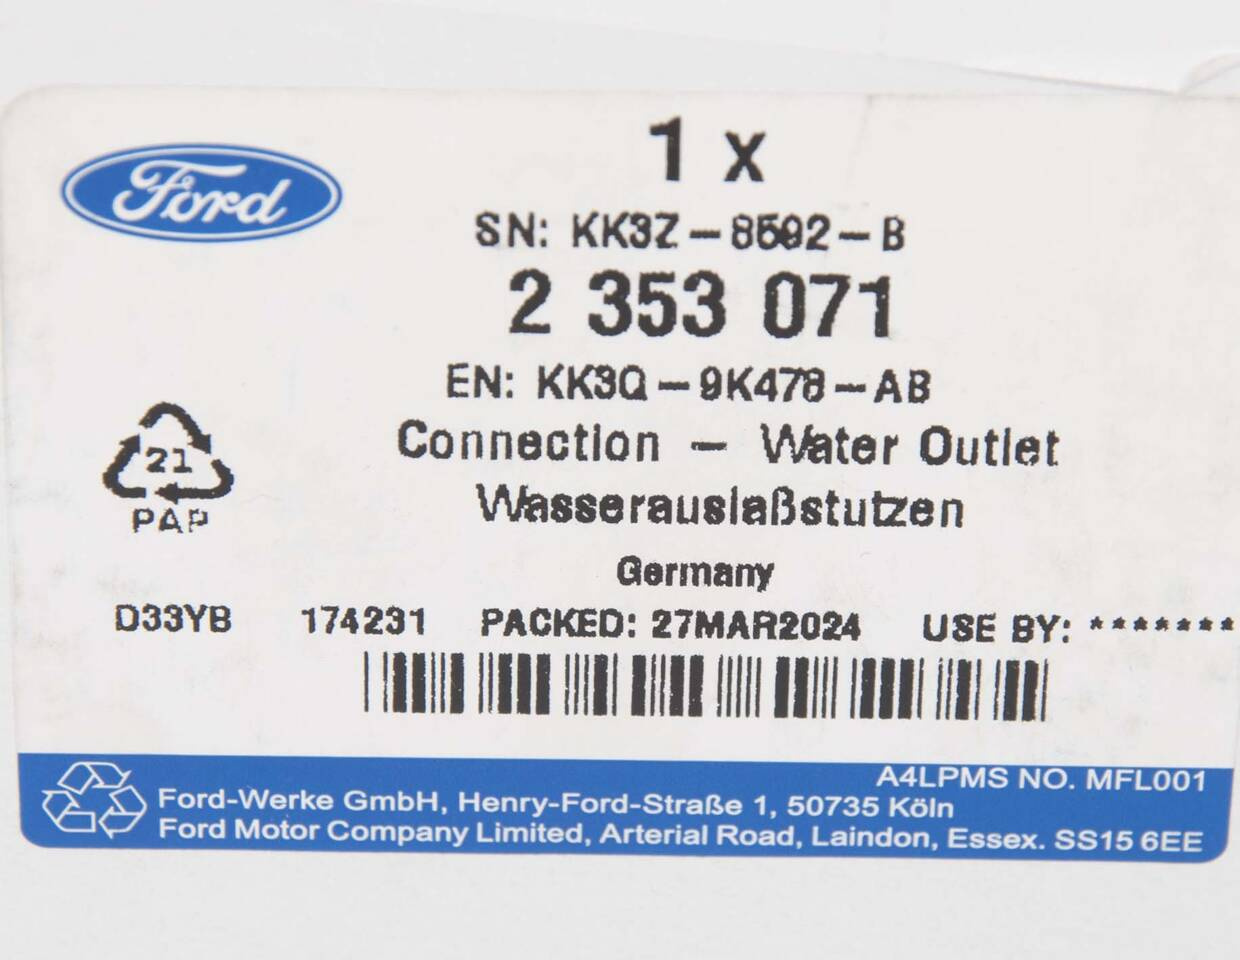 Ford
1 x
SN: KK3Z-8592-B
2 353 071
EN: KK3Q-9K478-AB
Connection - Water Outlet
Wasserauslaßstutzen
Germany
21
PAP
D33YB 174231 PACKED: 27MAR2024 USE BY: *******
A4LPMS NO. MFL001
Ford-Werke GmbH, Henry-Ford-Straße 1, 50735 Köln
Ford Motor Company Limited, Arterial Road, Laindon, Essex. SS15 6EE